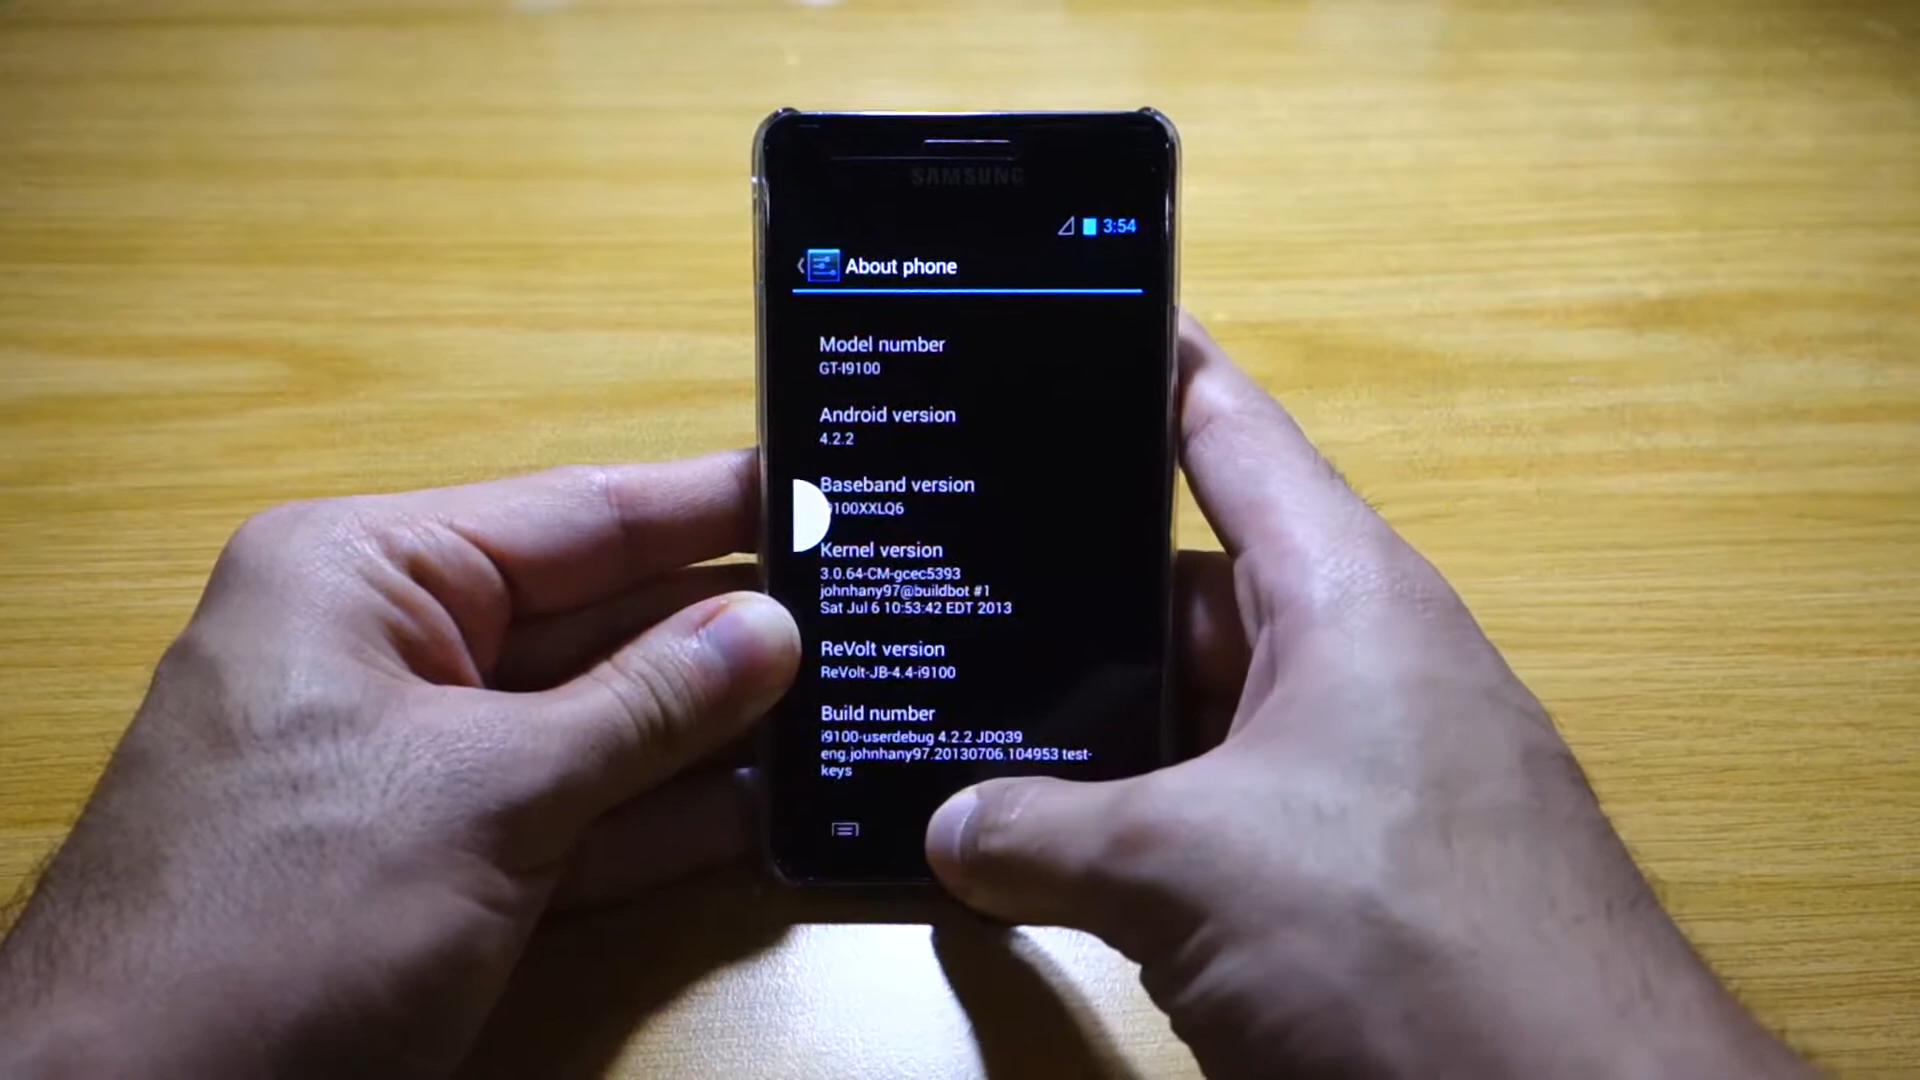 SAMSUNG
3:54
About phone
Model number
GT-I9100
Android version
4.2.2
Baseband version
100XXLQ6
Kernel version
3.0.64-CM-gcec5393
johnhany97@buildbot #1
Sat Jul 6 10:53:42 EDT 2013
ReVolt version
ReVolt-JB-4.4-i9100
Build number
i9100-userdebug 4.2.2 JDQ39
eng.johnhany97.20130706.104953 test-
keys